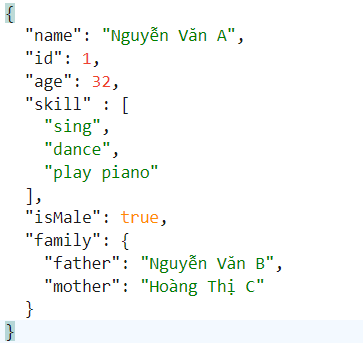 {
"name": "Nguyễn Văn A",
"id": 1,
"age": 32,
"skill" : [
"sing",
"dance",
"play piano"
],
"isMale": true,
"family": {
"father": "Nguyễn Văn B",
"mother": "Hoàng Thị C"
}
}